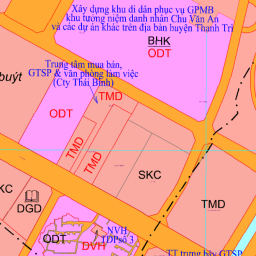 Xây dựng khu di dân phục vụ GPMB
khu tưởng niệm danh nhân Chu Văn An
và các dự án khác trên địa bàn huyện Thanh Trì
BHK
ODT
Trung tâm mua bán,
GTSP & văn phòng làm việc
(Cty Thái Bình)
buýt
TMD
ODT
TMD
TMD
SKC
KC
DGD
TMD
NVH
TDP số 3
ODT
DVH
TT trưng bày GTSP